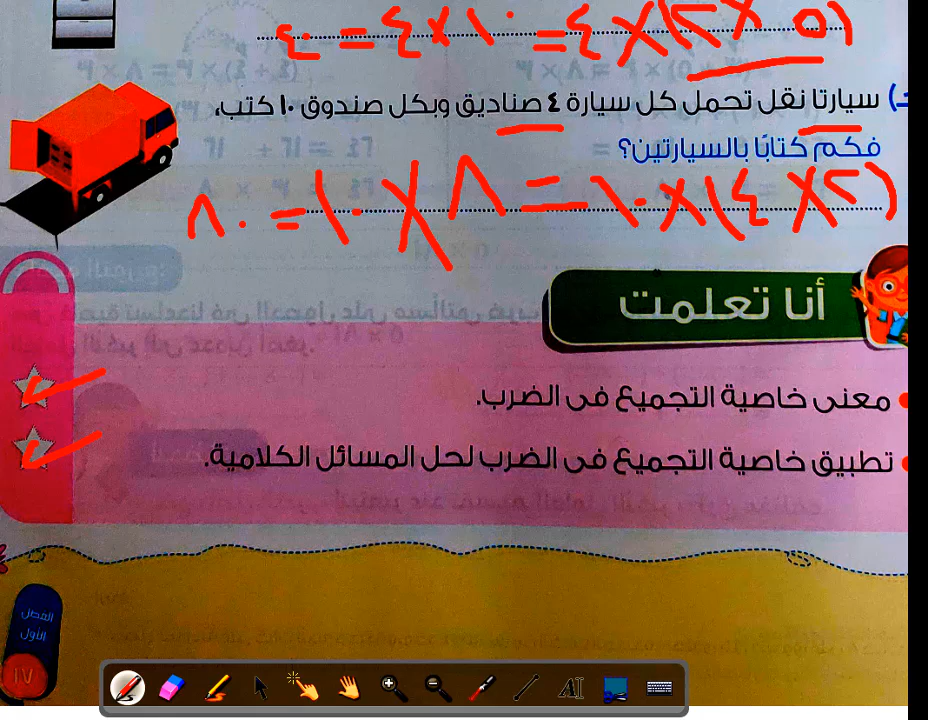 (٥ × ٢) × ٤ = ١٠ × ٤ = ٤٠
سيارتا نقل تحمل كل سيارة ٤ صناديق وبكل صندوق ١٠ كتب،
فكم كتابًا بالسيارتين؟
(٢ × ٤) × ١٠ = ٨ × ١٠ = ٨٠
أنا تعلمت
• معنى خاصية التجميع فى الضرب.
• تطبيق خاصية التجميع فى الضرب لحل المسائل الكلامية.
الفصل
الأول
١٧